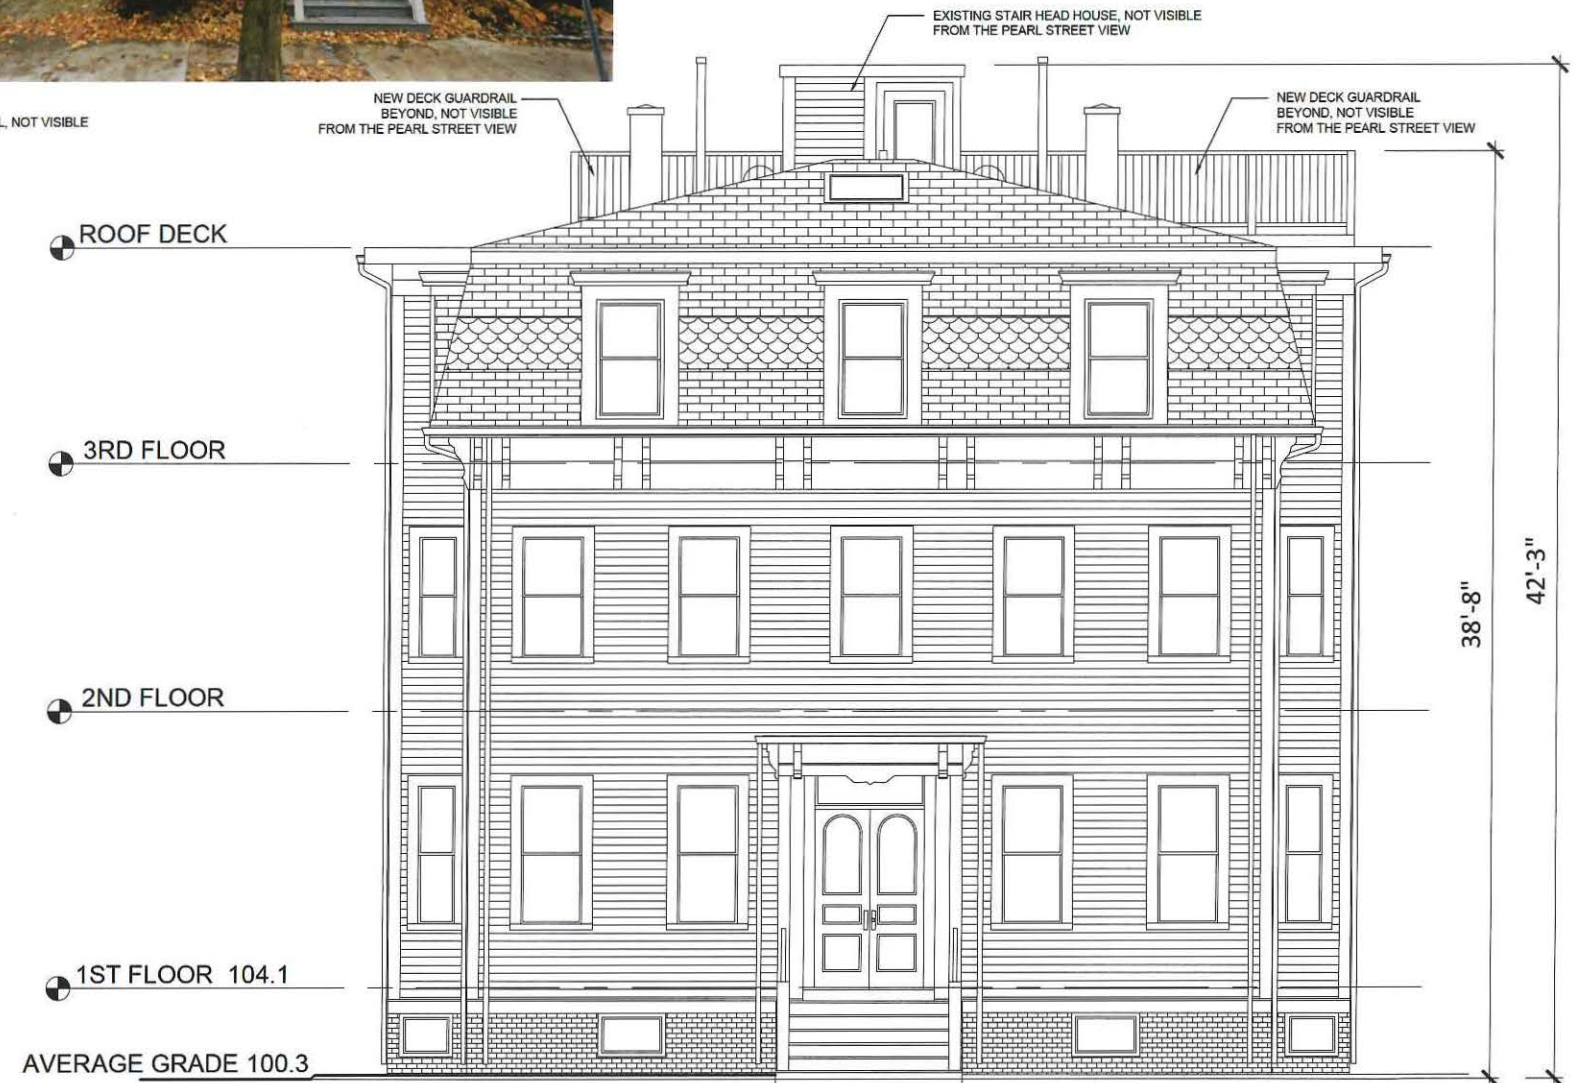 EXISTING STAIR HEAD HOUSE, NOT VISIBLE
FROM THE PEARL STREET VIEW
NEW DECK GUARDRAIL
BEYOND, NOT VISIBLE
FROM THE PEARL STREET VIEW
NEW DECK GUARDRAIL
BEYOND, NOT VISIBLE
FROM THE PEARL STREET VIEW
, NOT VISIBLE
ROOF DECK
3RD FLOOR
2ND FLOOR
1ST FLOOR 104.1
AVERAGE GRADE 100.3
38'-8"
42'-3"